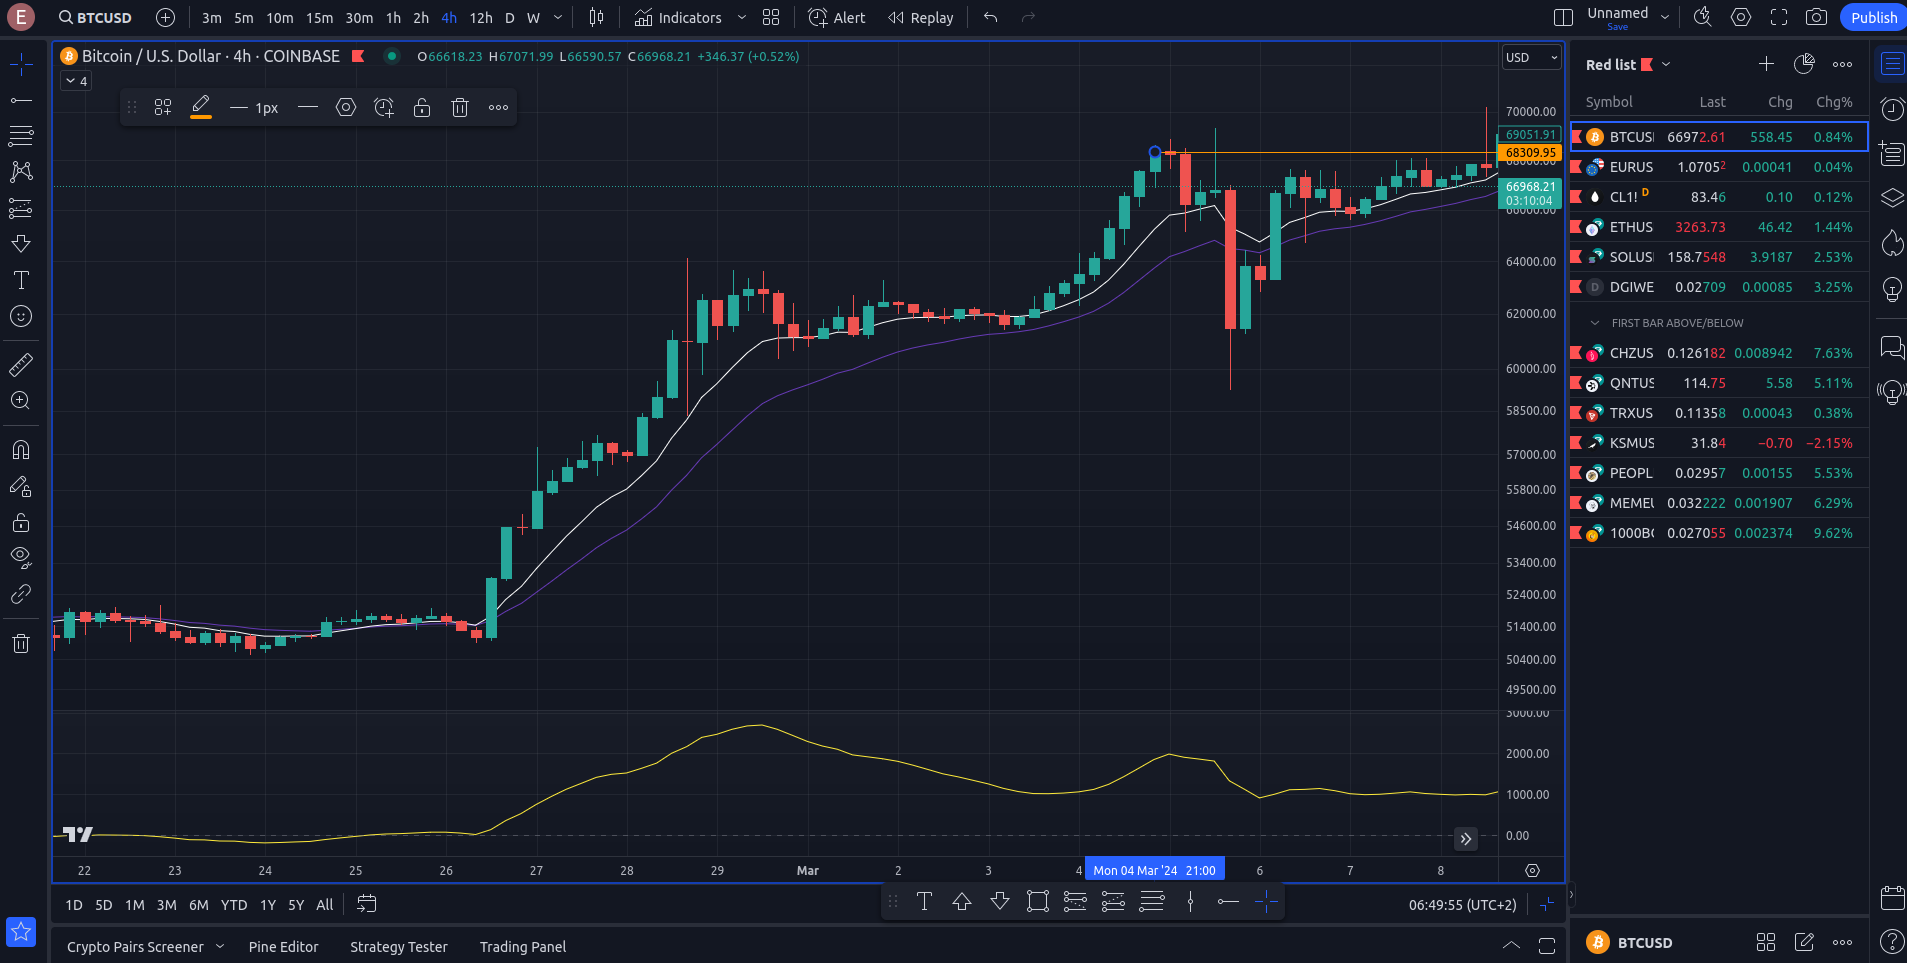 E BTCUSD 3m 5m 10m 15m 30m 1h 2h 4h 12h D W Indicators Alert Replay Unnamed Save Publish
Bitcoin / U.S. Dollar · 4h · COINBASE O66618.23 H67071.99 L66590.57 C66968.21 +346.37 (+0.52%)
USD
4
1px
70000.00
69051.91
68309.95
66968.21
03:10:04
66000.00
64000.00
62000.00
60000.00
58500.00
57000.00
55800.00
54600.00
53400.00
52400.00
51400.00
50400.00
49500.00
3000.00
2000.00
1000.00
0.00
22 23 24 25 26 27 28 29 Mar 2 3 4 Mon 04 Mar '24 21:00 6 7 8
1D 5D 1M 3M 6M YTD 1Y 5Y All
T
06:49:55 (UTC+2)
Crypto Pairs Screener Pine Editor Strategy Tester Trading Panel
Red list
Symbol Last Chg Chg%
BTCUS 66972.61 558.45 0.84%
EURUS 1.07052 0.00041 0.04%
CL1! D 83.46 0.10 0.12%
ETHUS 3263.73 46.42 1.44%
SOLUS 158.7548 3.9187 2.53%
D DGIWE 0.02709 0.00085 3.25%
FIRST BAR ABOVE/BELOW
CHZUS 0.126182 0.008942 7.63%
QNTUS 114.75 5.58 5.11%
TRXUS 0.11358 0.00043 0.38%
KSMUS 31.84 −0.70 −2.15%
PEOPL 0.02957 0.00155 5.53%
MEMEU 0.032222 0.001907 6.29%
1000BO 0.027055 0.002374 9.62%
BTCUSD